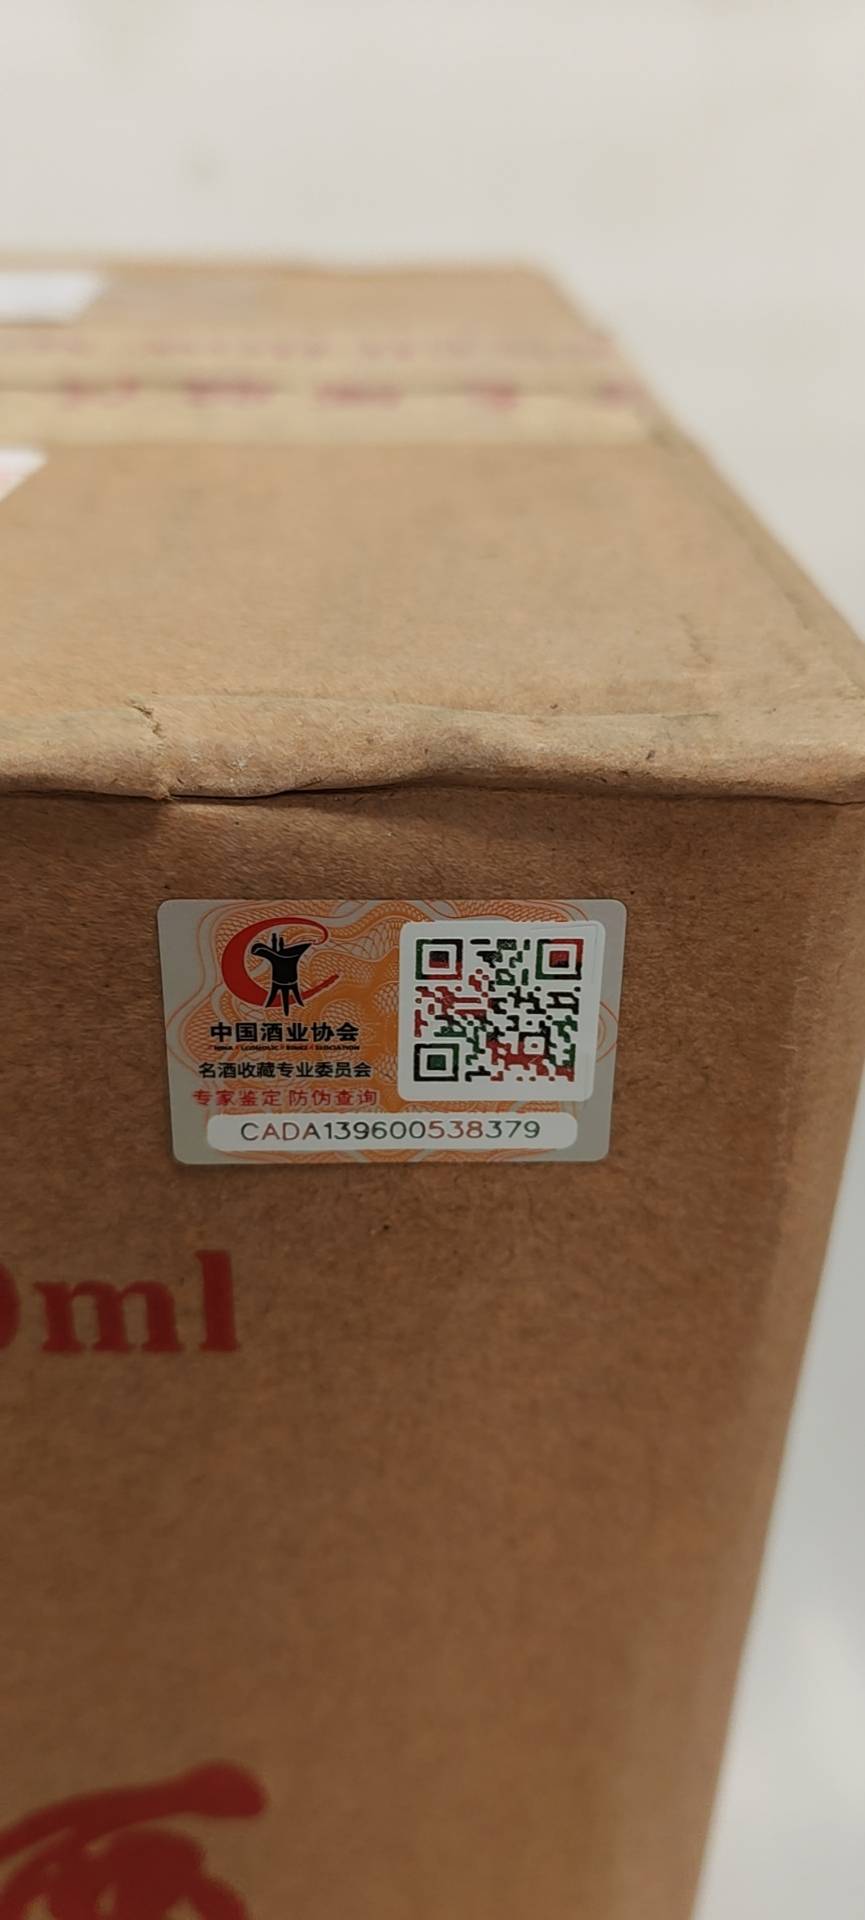 中国酒业协会
名酒收藏专业委员会
专家鉴定 防伪查询
CADA139600538379
ml
酒